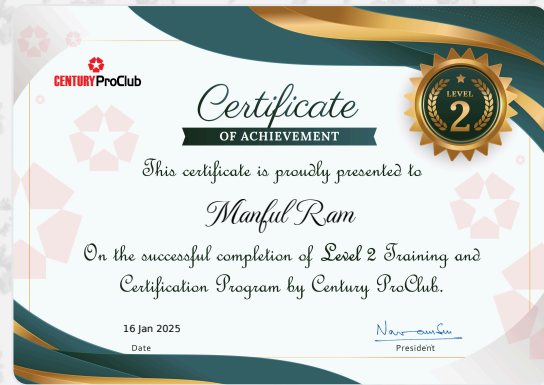 CENTURY ProClub
LEVEL
2
Certificate
OF ACHIEVEMENT
This certificate is proudly presented to
Manful Ram
On the successful completion of Level 2 Training and
Certification Program by Century ProClub.
16 Jan 2025
Date
President